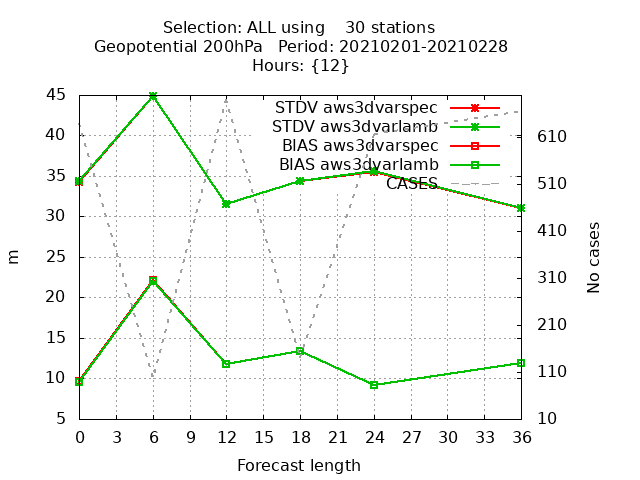 Selection: ALL using    30 stations
Geopotential 200hPa   Period: 20210201-20210228
Hours: {12}
STDV aws3dvarspec
STDV aws3dvarlamb
BIAS aws3dvarspec
BIAS aws3dvarlamb
CASES
45
40
35
30
25
20
15
10
5
m
610
510
410
310
210
110
10
No cases
0 3 6 9 12 15 18 21 24 27 30 33 36
Forecast length